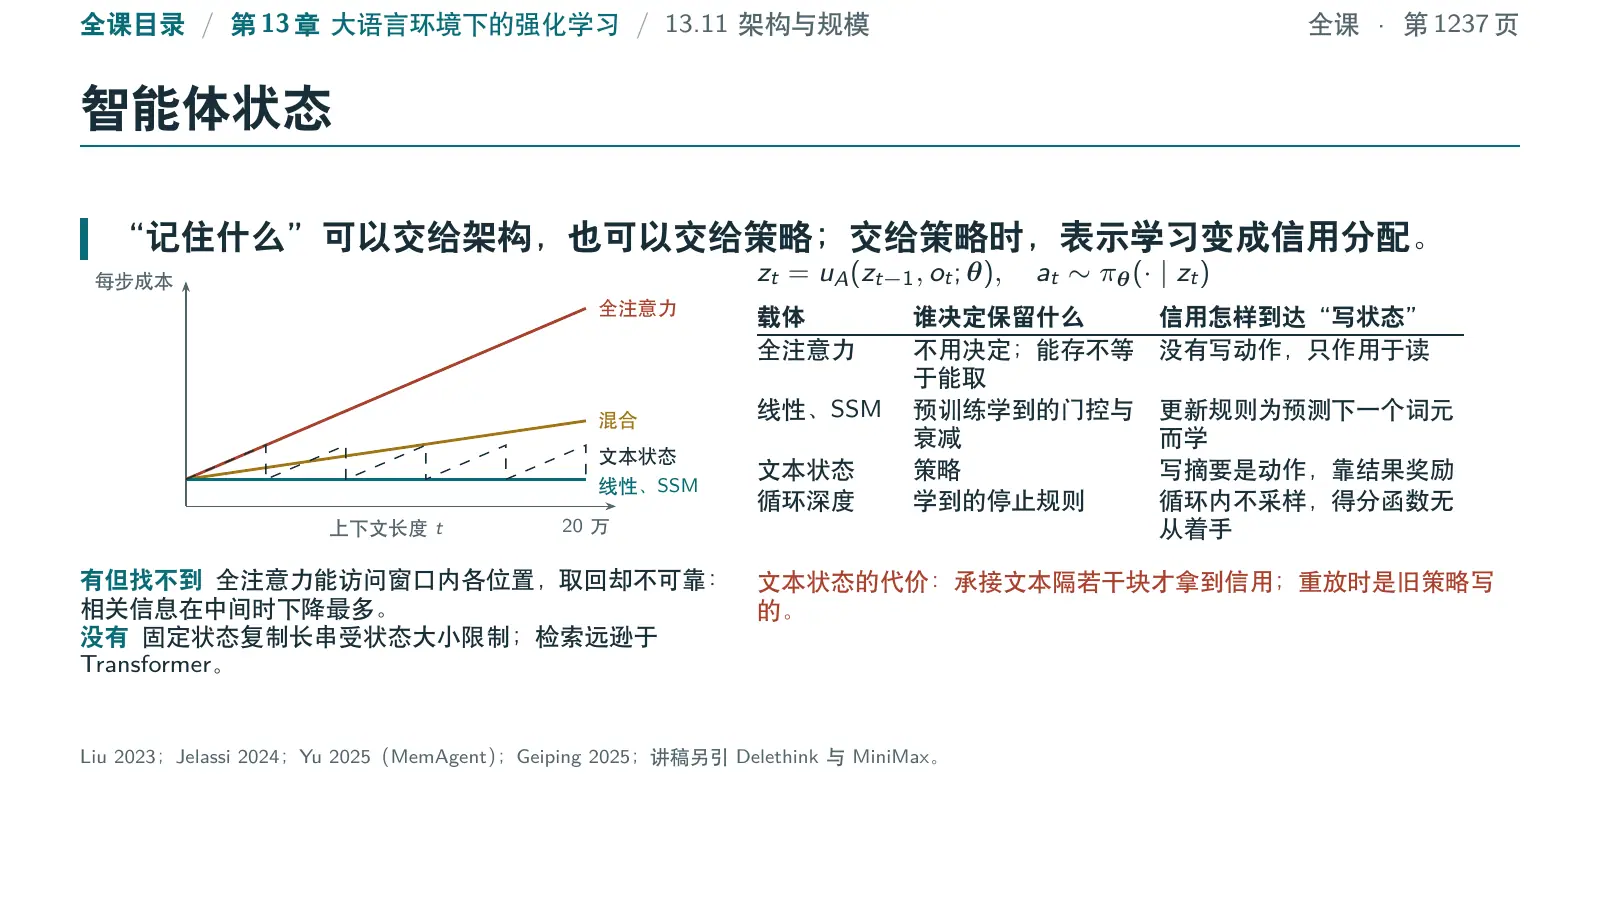 全课目录 / 第13章 大语言环境下的强化学习 / 13.11 架构与规模
全课 · 第1237页
智能体状态
“记住什么”可以交给架构，也可以交给策略；交给策略时，表示学习变成信用分配。
每步成本
全注意力
混合
文本状态
线性、SSM
上下文长度 t
20 万
有但找不到 全注意力能访问窗口内各位置，取回却不可靠：
相关信息在中间时下降最多。
没有 固定状态复制长串受状态大小限制；检索远逊于
Transformer。
z_t = u_A(z_{t−1}, o_t; θ), a_t ∼ π_θ(· | z_t)
载体 谁决定保留什么 信用怎样到达“写状态”
全注意力 不用决定；能存不等 没有写动作，只作用于读
于能取
线性、SSM 预训练学到的门控与 更新规则为预测下一个词元
衰减 而学
文本状态 策略 写摘要是动作，靠结果奖励
循环深度 学到的停止规则 循环内不采样，得分函数无
从着手
文本状态的代价：承接文本隔若干块才拿到信用；重放时是旧策略写
的。
Liu 2023；Jelassi 2024；Yu 2025（MemAgent）；Geiping 2025；讲稿另引 Delethink 与 MiniMax。